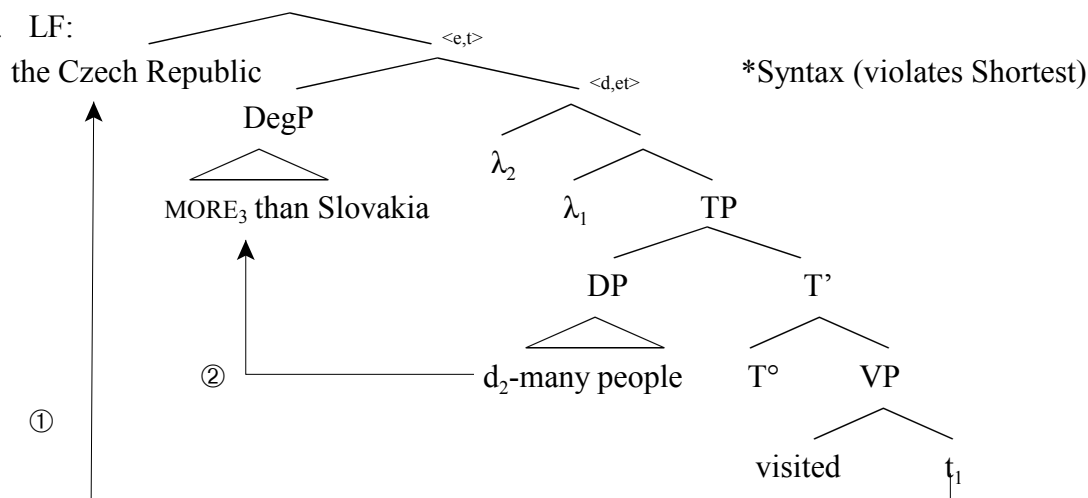 LF:
<e,t>
the Czech Republic
<d,et>
*Syntax (violates Shortest)
DegP
λ₂
MORE₃ than Slovakia
λ₁
TP
DP
T’
②
d₂-many people
T°
VP
①
visited
t₁